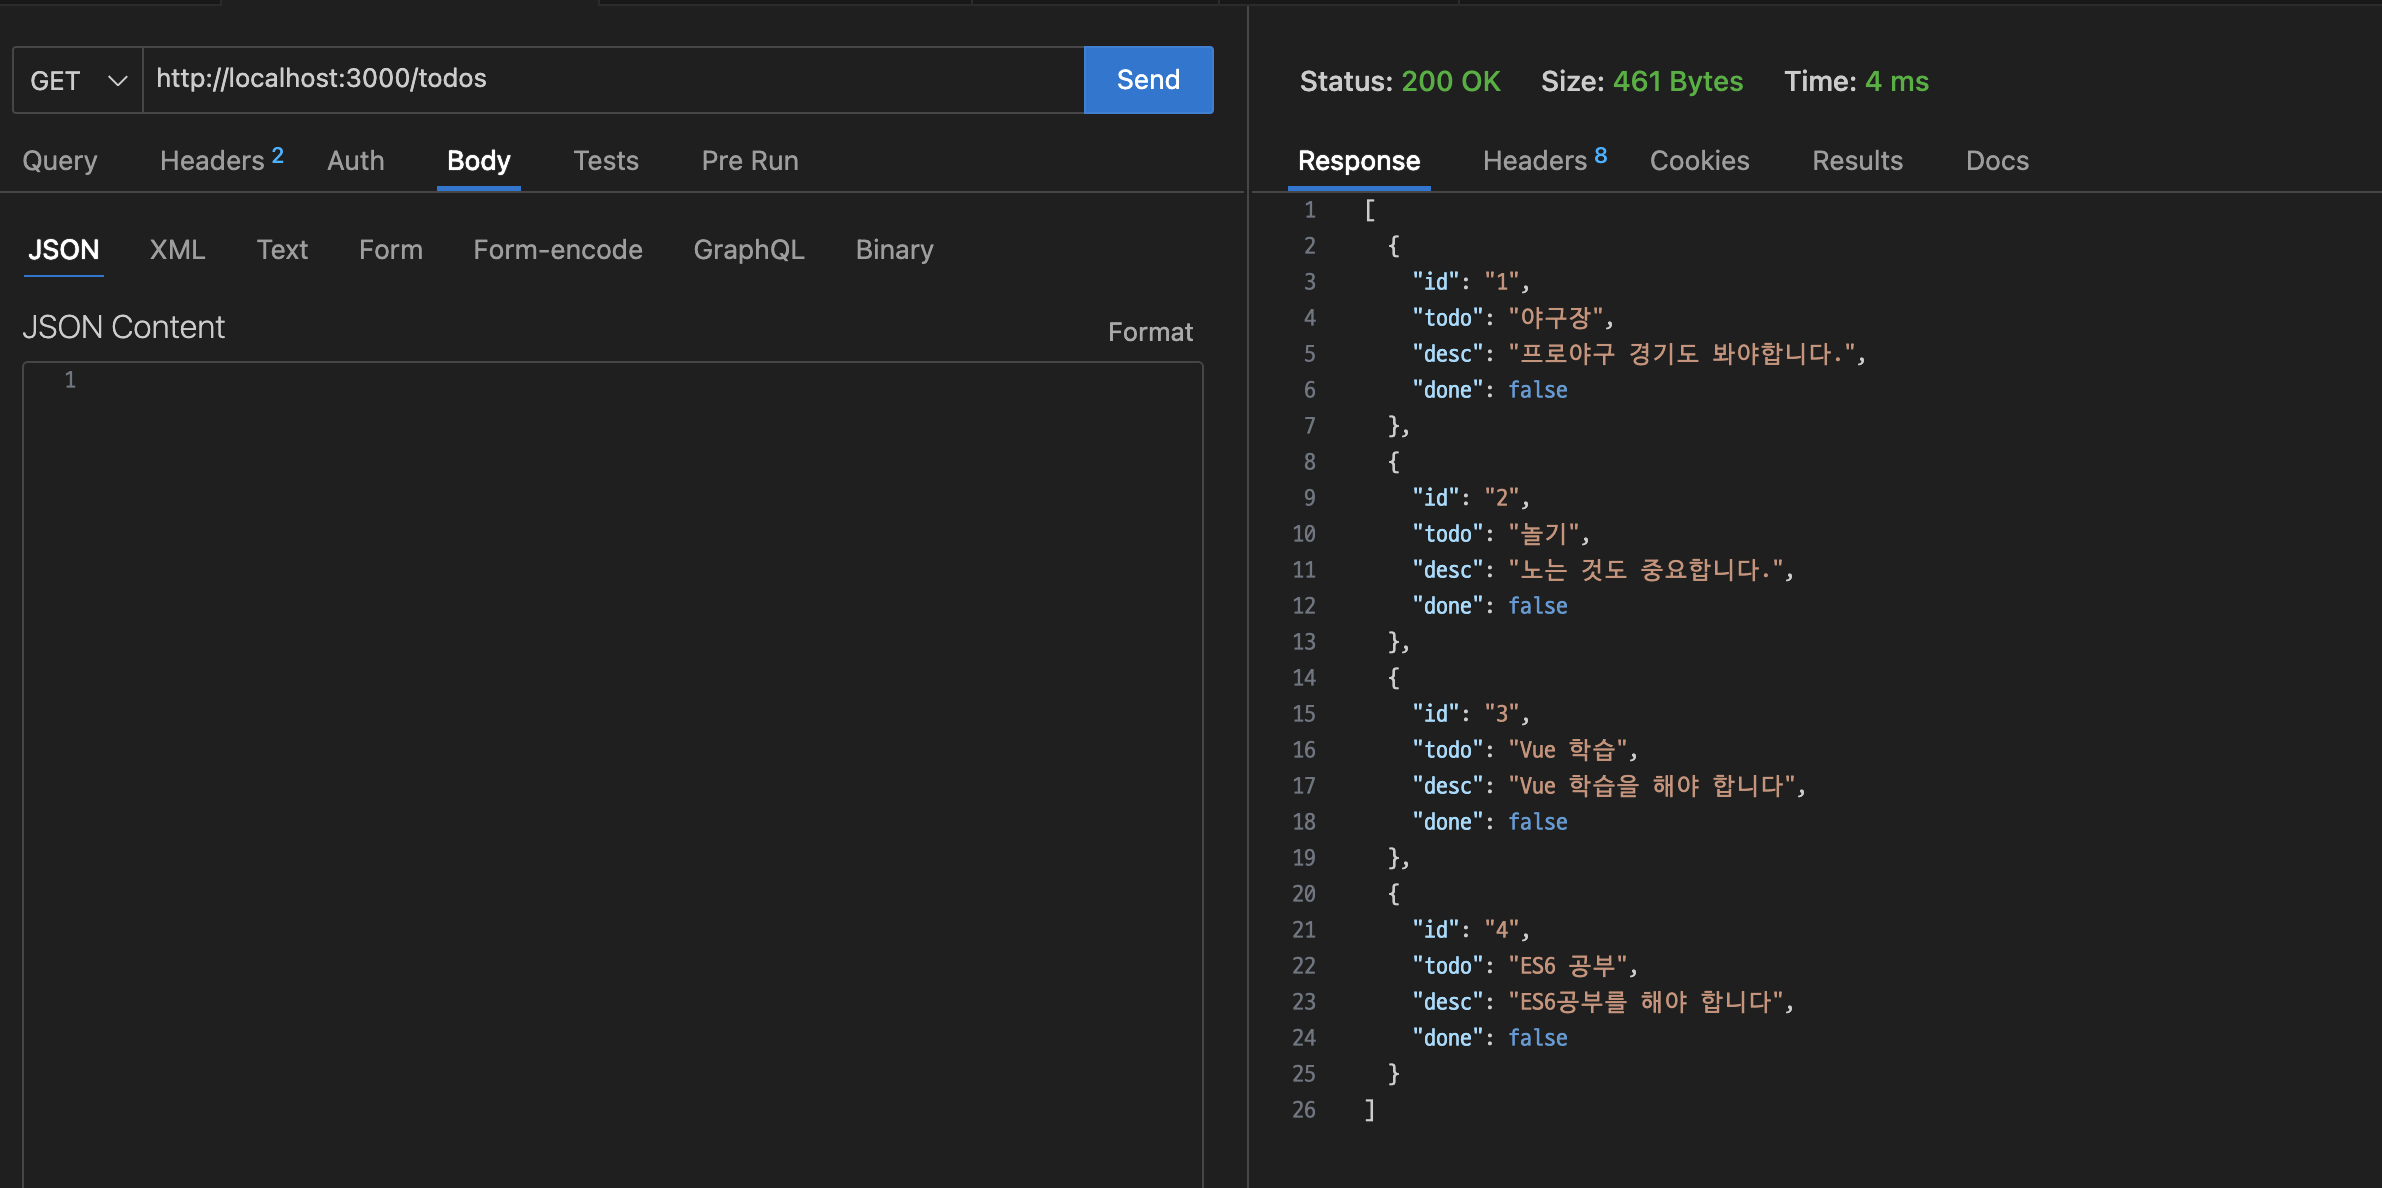 GET
http://localhost:3000/todos
Send
Query Headers 2 Auth Body Tests Pre Run
JSON XML Text Form Form-encode GraphQL Binary
JSON Content
Format
1
Status: 200 OK Size: 461 Bytes Time: 4 ms
Response Headers 8 Cookies Results Docs
1 [
2 {
3 "id": "1",
4 "todo": "야구장",
5 "desc": "프로야구 경기도 봐야합니다.",
6 "done": false
7 },
8 {
9 "id": "2",
10 "todo": "놀기",
11 "desc": "노는 것도 중요합니다.",
12 "done": false
13 },
14 {
15 "id": "3",
16 "todo": "Vue 학습",
17 "desc": "Vue 학습을 해야 합니다",
18 "done": false
19 },
20 {
21 "id": "4",
22 "todo": "ES6 공부",
23 "desc": "ES6공부를 해야 합니다",
24 "done": false
25 }
26 ]